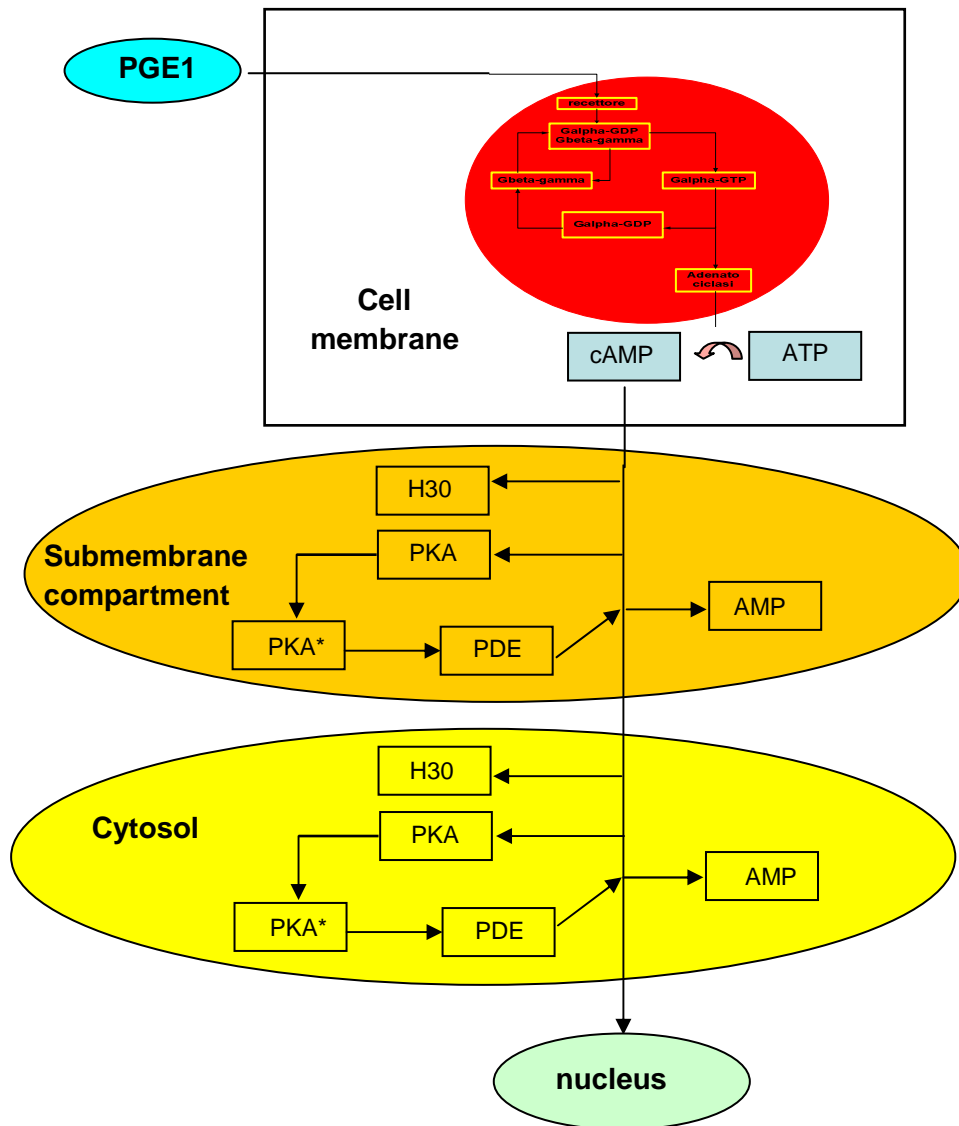 PGE1
recettore
Galpha-GDP
Gbeta-gamma
Gbeta-gamma
Galpha-GTP
Galpha-GDP
Adenato
ciclasi
Cell
membrane
cAMP
ATP
H30
Submembrane
compartment
PKA
AMP
PKA*
PDE
H30
Cytosol
PKA
AMP
PKA*
PDE
nucleus